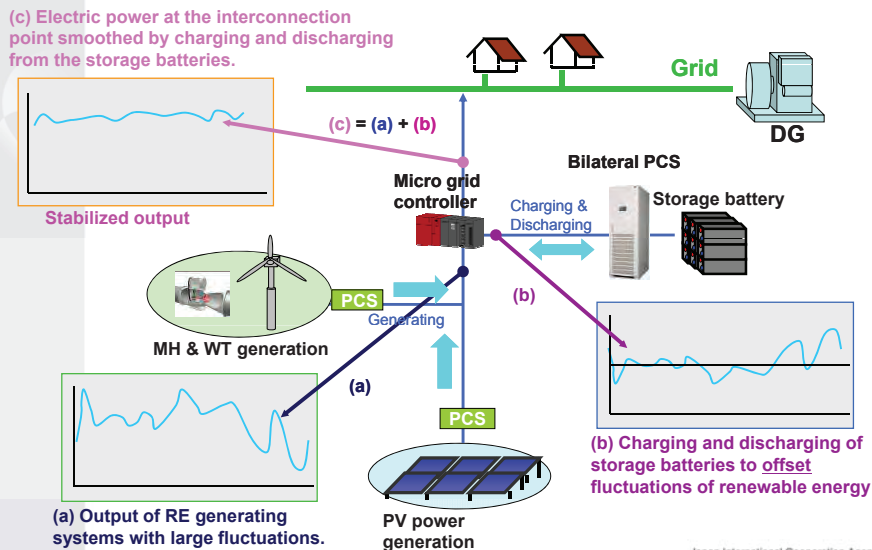 (c) Electric power at the interconnection
point smoothed by charging and discharging
from the storage batteries.
Grid
DG
(c) = (a) + (b)
Bilateral PCS
Micro grid
controller
Charging &
Discharging
Storage battery
Stabilized output
PCS
(b)
Generating
MH & WT generation
(a)
PCS
(b) Charging and discharging of
storage batteries to offset
fluctuations of renewable energy
(a) Output of RE generating
systems with large fluctuations.
PV power
generation